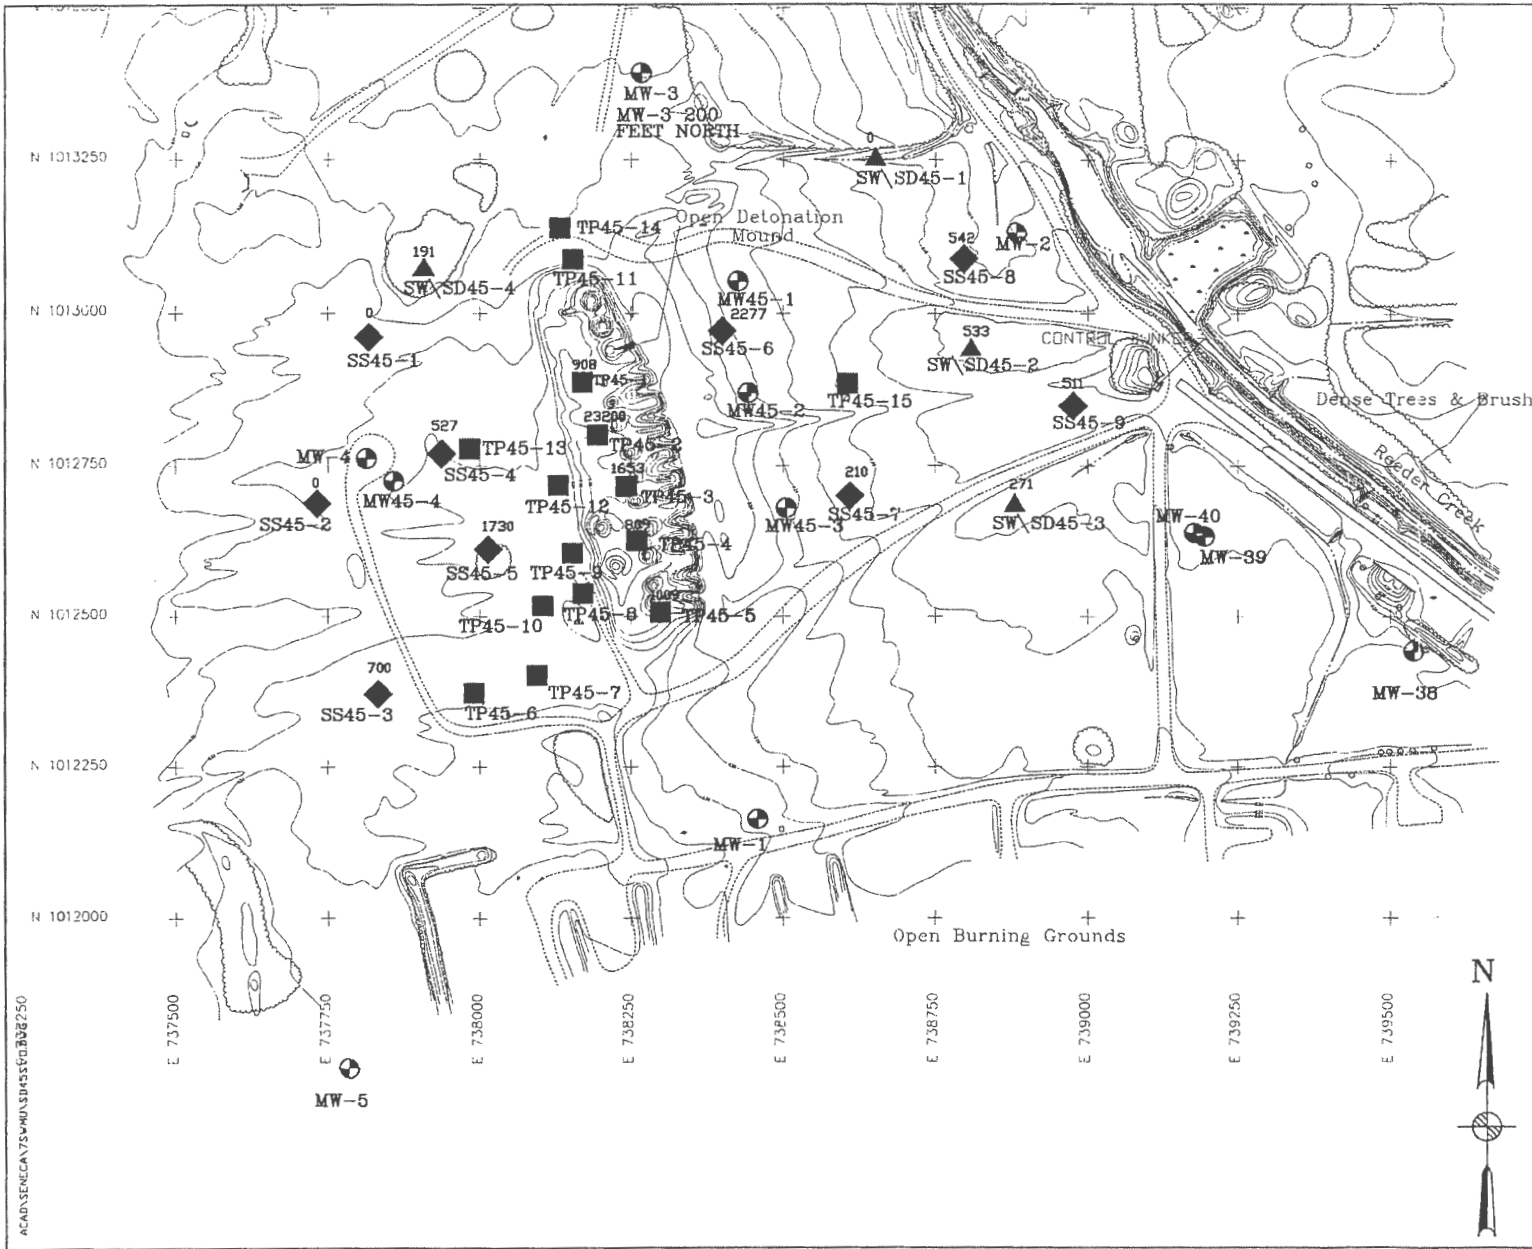 MW-3
MW-3 200
FEET NORTH
N 1013250
0
SW\SD45-1
Open Detonation
Mound
TP45-14
191
SW\SD45-4
TP45-11
MW-2
542
SS45-8
MW45-1
N 1013000
0
SS45-1
2277
SS45-6
533
SW\SD45-2
CONTROL BUNKER
908
TP45-1
MW45-2
TP45-15
511
SS45-9
Dense Trees & Brush
23200
TP45-2
527
TP45-13
SS45-4
MW-4
N 1012750
MW45-4
0
SS45-2
1653
TP45-3
TP45-12
210
SS45-7
MW45-3
271
SW\SD45-3
Reeder Creek
MW-40
MW-39
1730
SS45-5
TP45-9
TP45-4
TP45-8
TP45-10
N 1012500
1009
TP45-5
700
SS45-3
TP45-7
TP45-6
MW-38
N 1012250
MW-1
N 1012000
Open Burning Grounds
E 737500
E 737750
E 738000
E 738250
E 738500
E 738750
E 739000
E 739250
E 739500
N
MW-5